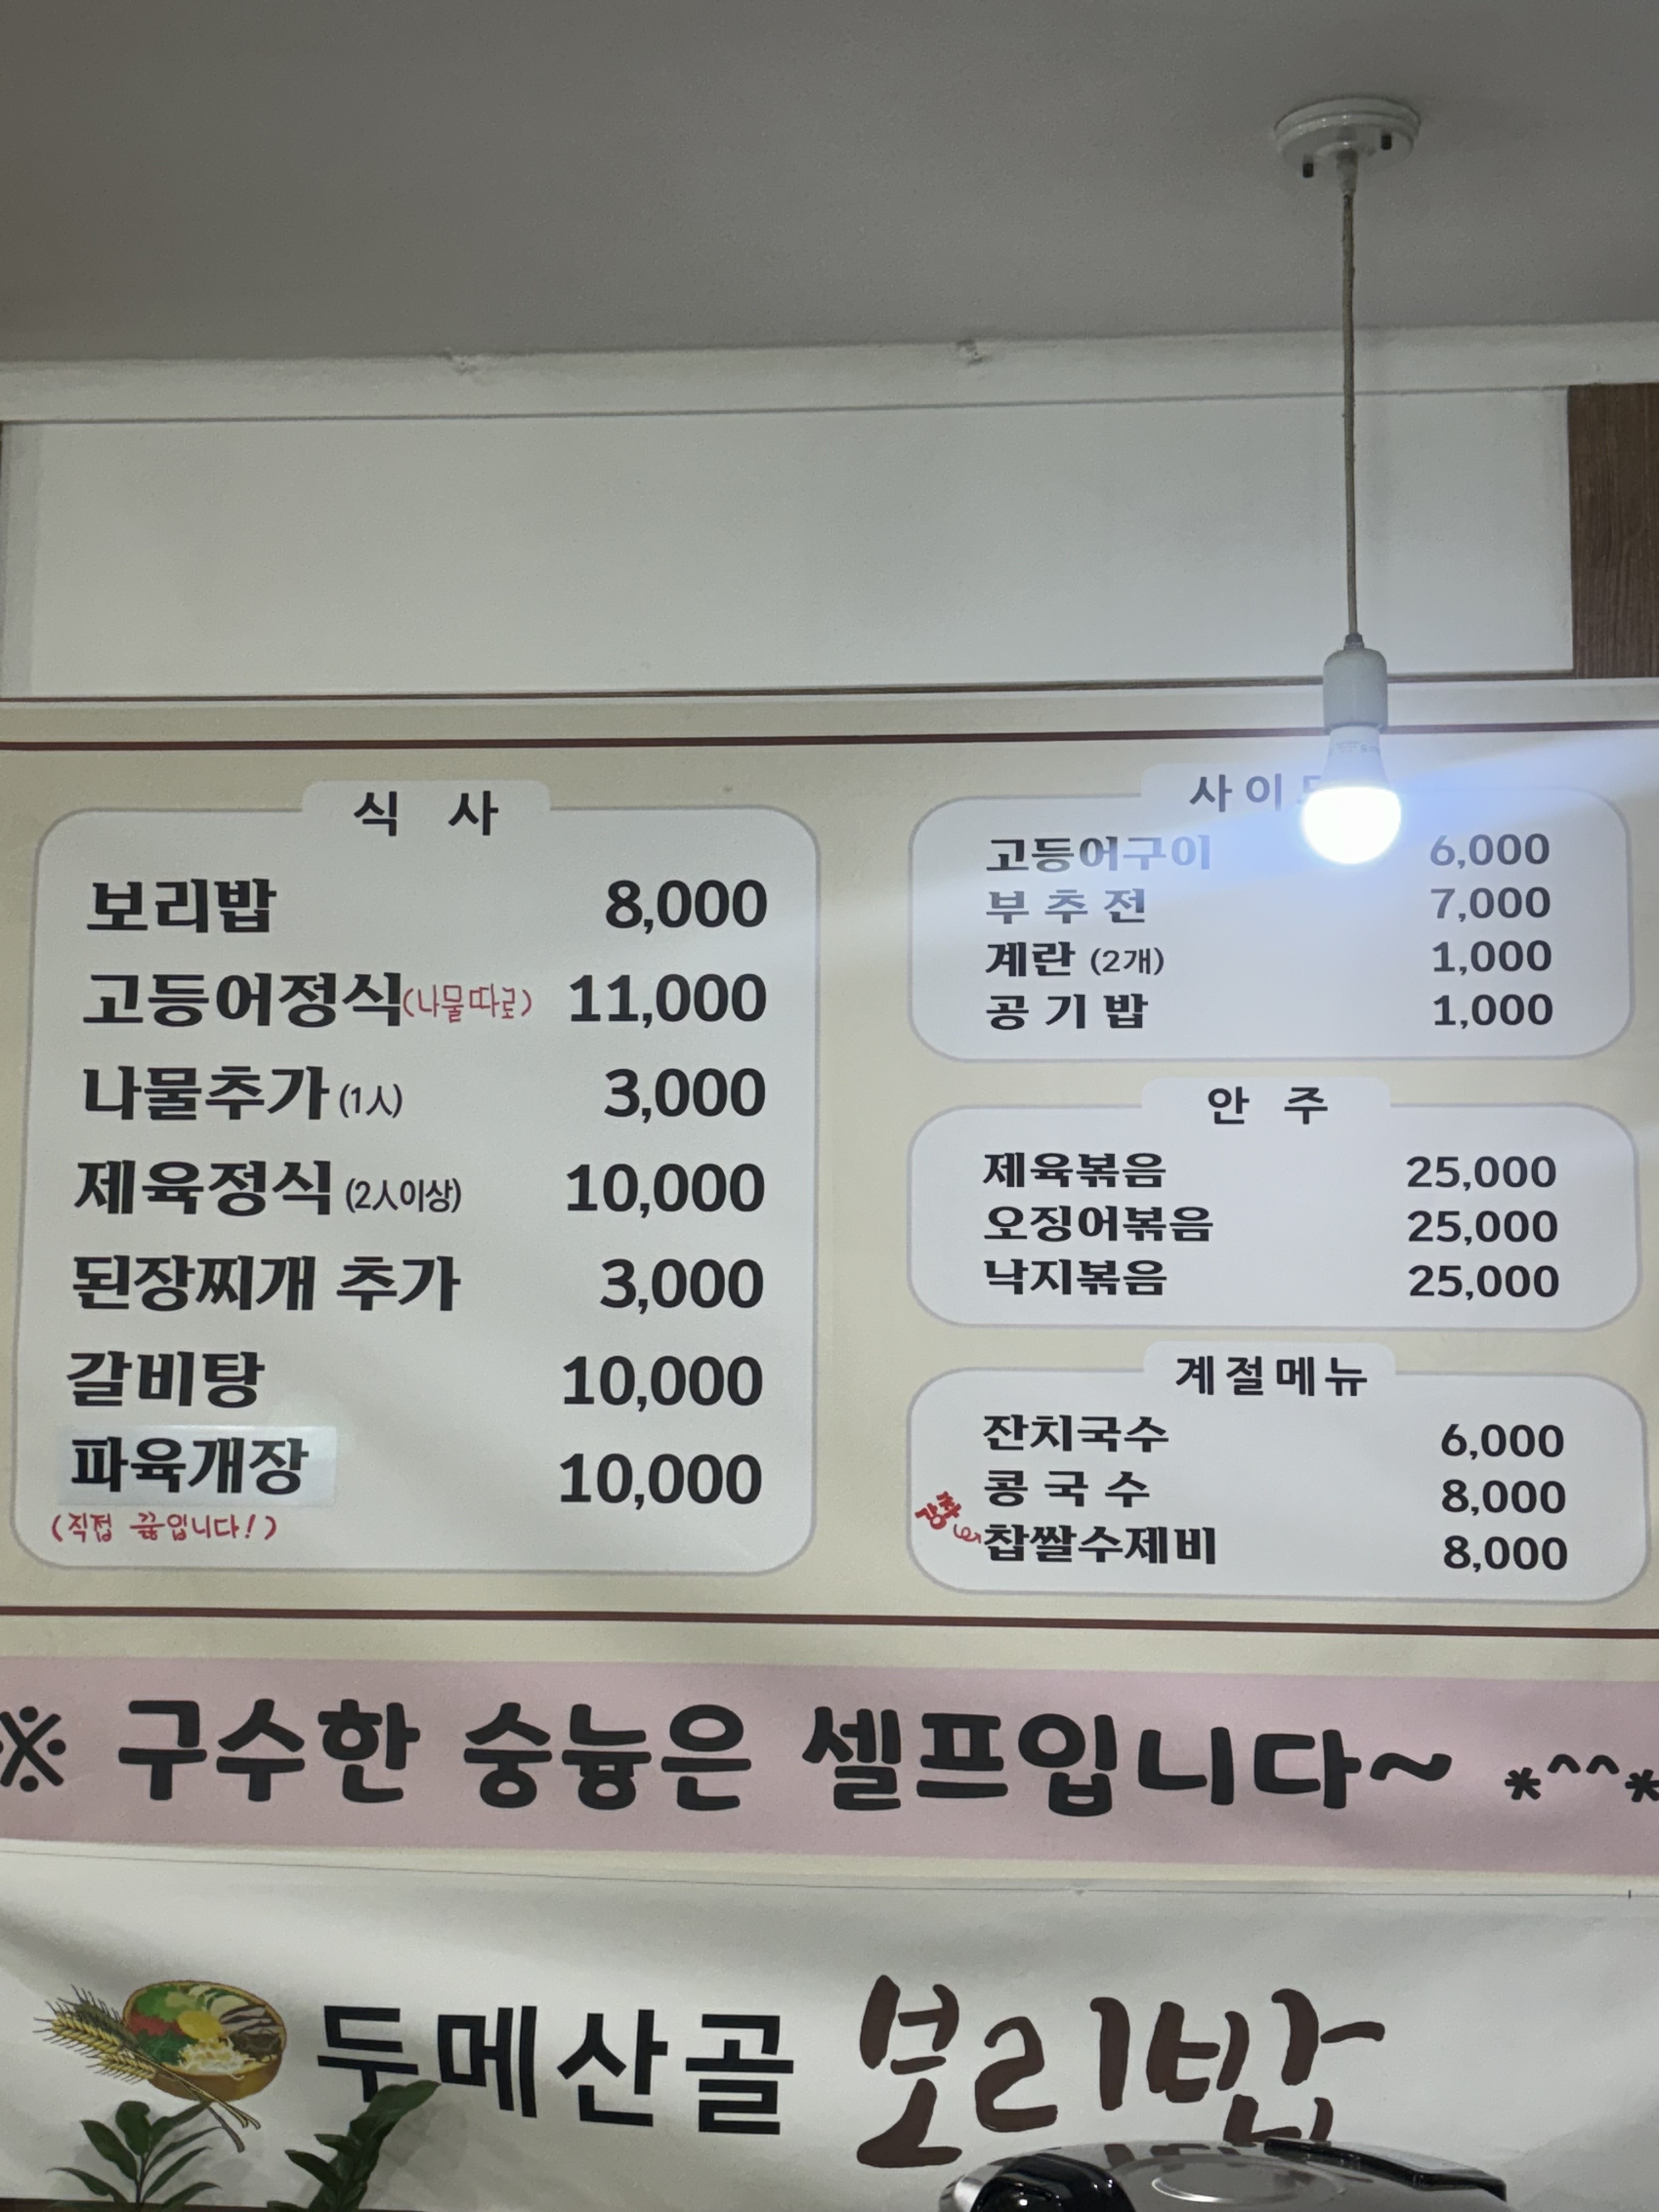 식 사
보리밥 8,000
고등어정식(나물따로) 11,000
나물추가 (1人) 3,000
제육정식 (2人이상) 10,000
된장찌개 추가 3,000
갈비탕 10,000
파육개장 10,000
(직접 끓입니다!)
사이드
고등어구이 6,000
부추전 7,000
계란 (2개) 1,000
공기밥 1,000
안 주
제육볶음 25,000
오징어볶음 25,000
낙지볶음 25,000
계절메뉴
잔치국수 6,000
콩국수 8,000
짱 찹쌀수제비 8,000
※ 구수한 숭늉은 셀프입니다~ *^^*
두메산골 보리밥